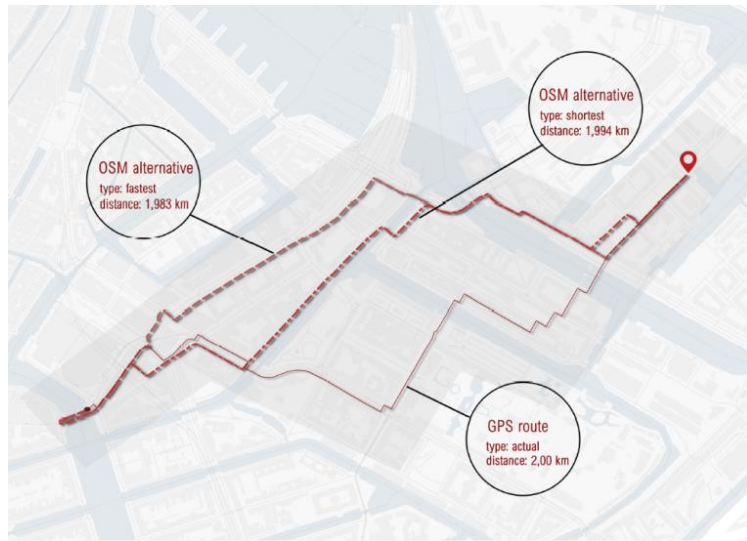 OSM alternative
type: shortest
distance: 1,994 km
OSM alternative
type: fastest
distance: 1,983 km
GPS route
type: actual
distance: 2,00 km